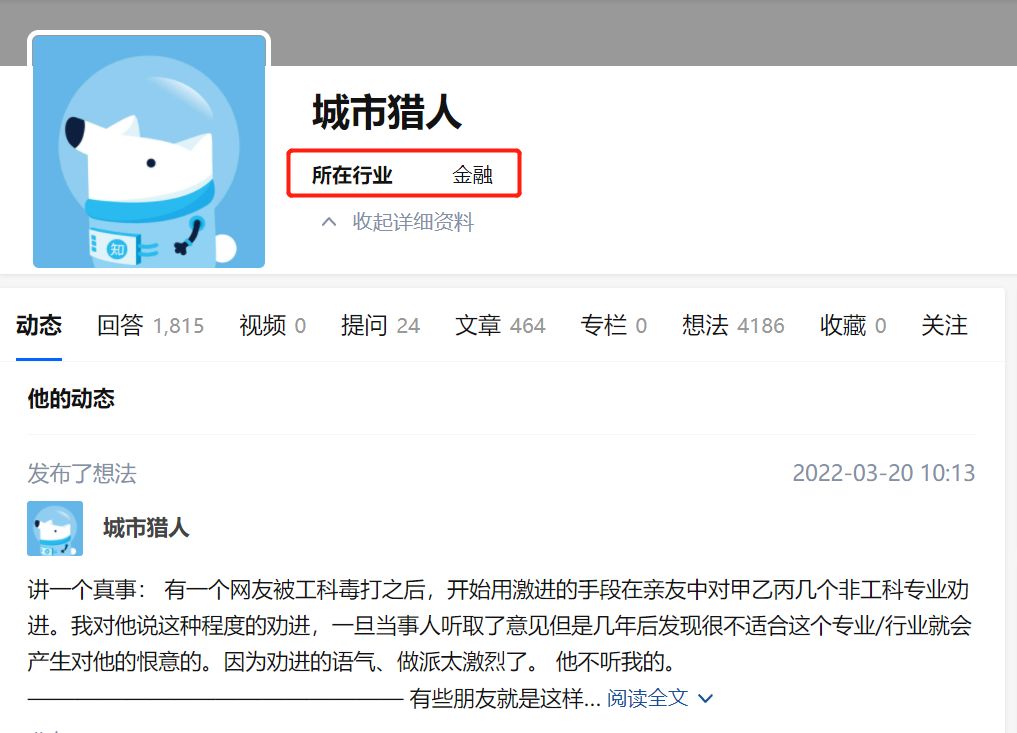 城市猎人
所在行业 金融
收起详细资料
知
动态 回答 1,815 视频 0 提问 24 文章 464 专栏 0 想法 4186 收藏 0 关注
他的动态
发布了想法 2022-03-20 10:13
城市猎人
讲一个真事： 有一个网友被工科毒打之后，开始用激进的手段在亲友中对甲乙丙几个非工科专业劝
进。我对他说这种程度的劝进，一旦当事人听取了意见但是几年后发现很不适合这个专业/行业就会
产生对他的恨意的。因为劝进的语气、做派太激烈了。 他不听我的。
————————————————— 有些朋友就是这样... 阅读全文